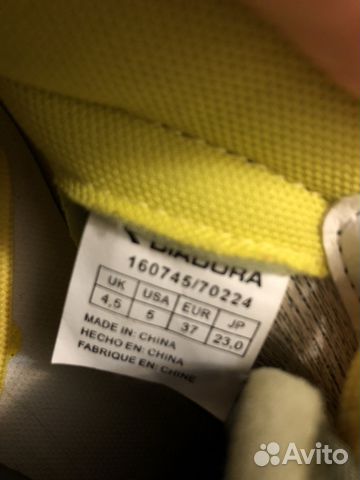 DIADORA
160745/70224
UK USA EUR JP
4,5 5 37 23.0
MADE IN: CHINA
HECHO EN: CHINA
FABRIQUE EN: CHINE
Avito